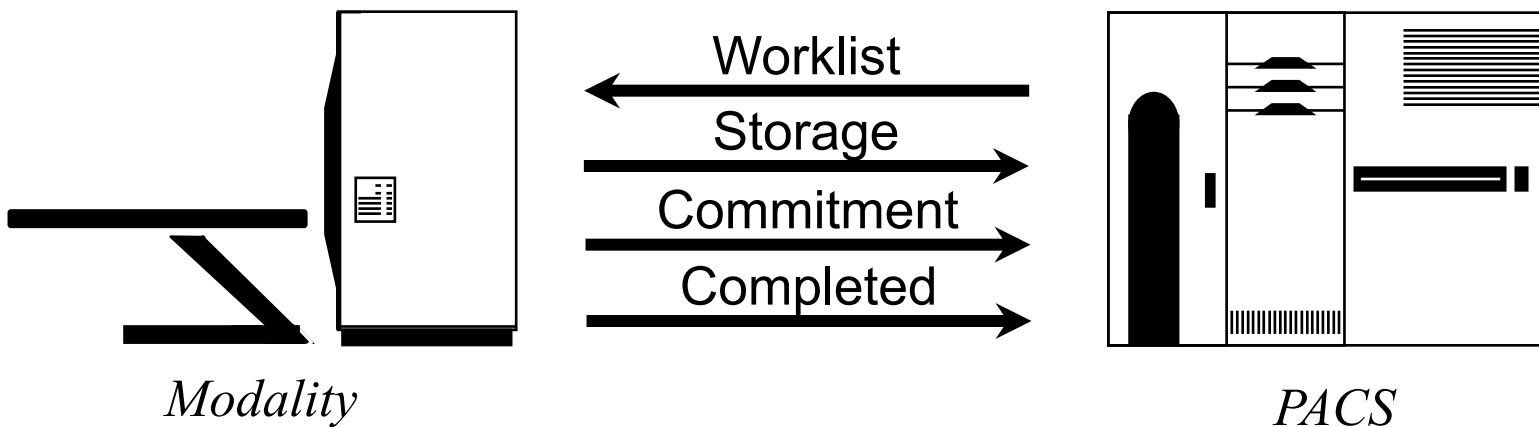 Worklist
Storage
Commitment
Completed
Modality
PACS